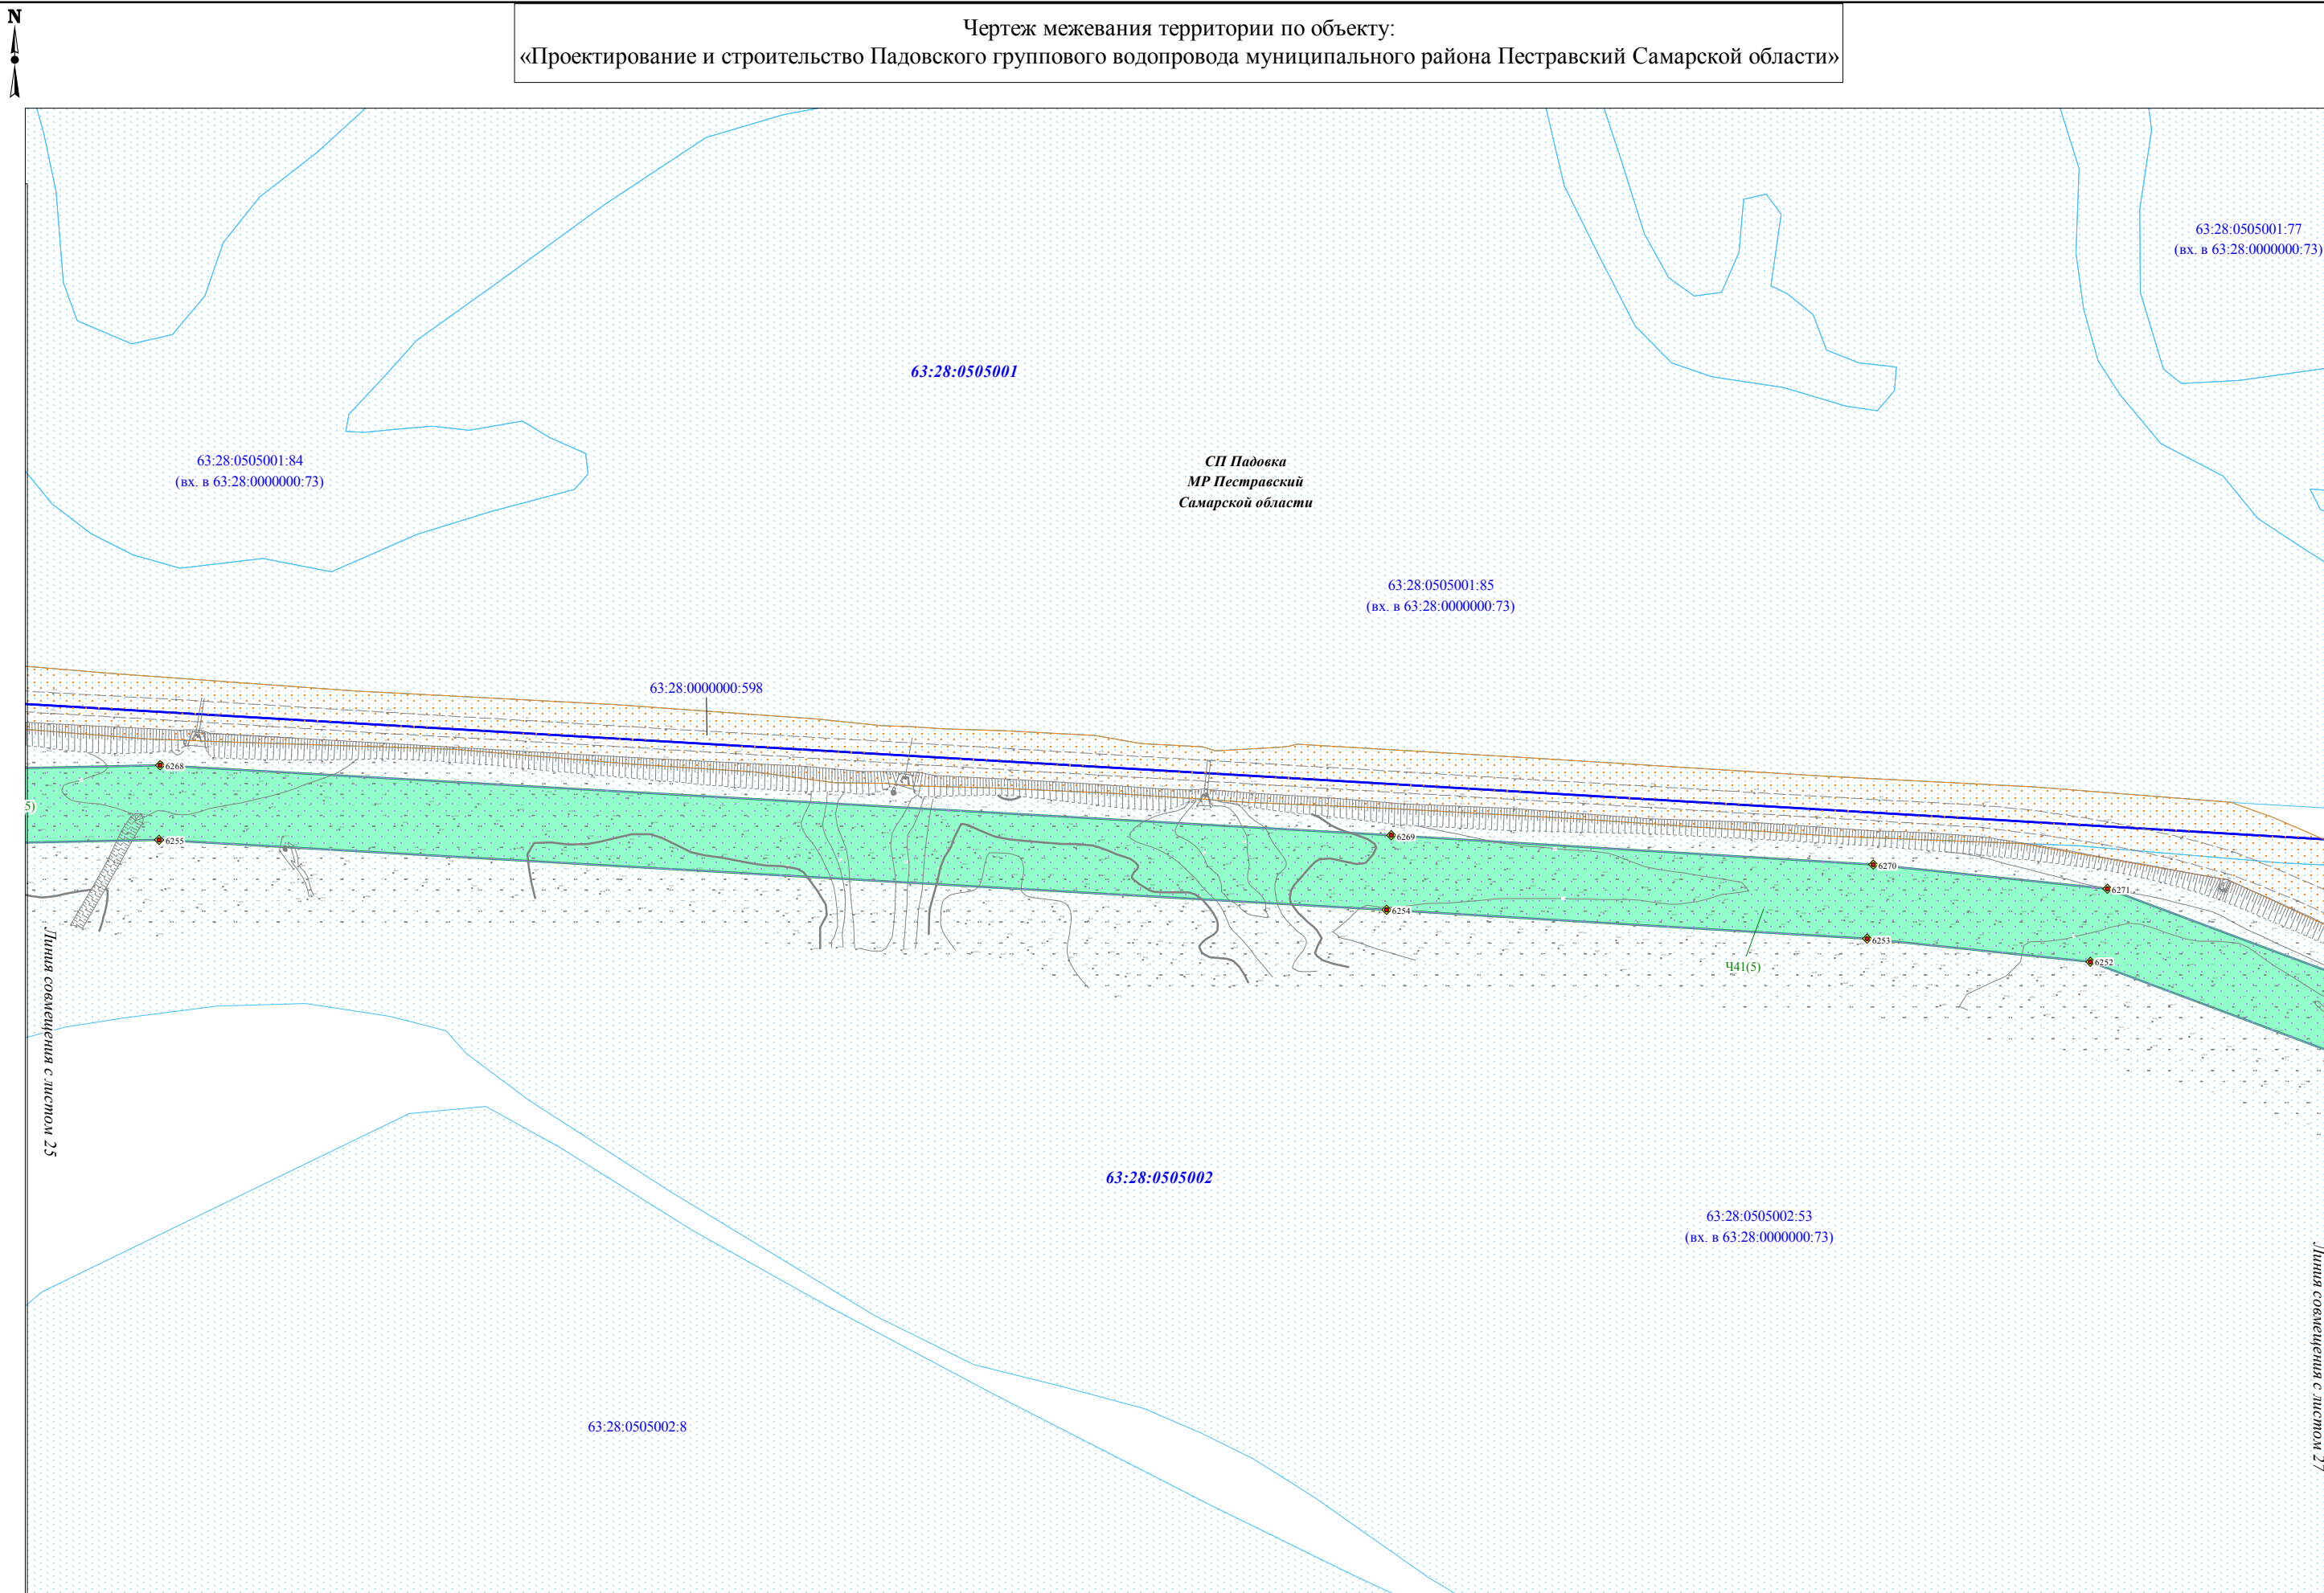 N
Чертеж межевания территории по объекту:
«Проектирование и строительство Падовского группового водопровода муниципального района Пестравский Самарской области»
63:28:0505001:77
(вх. в 63:28:0000000:73)
63:28:0505001
63:28:0505001:84
(вх. в 63:28:0000000:73)
СП Падовка
МР Пестравский
Самарской области
63:28:0505001:85
(вх. в 63:28:0000000:73)
63:28:0000000:598
6268
5)
6255
6269
6270
6271
6254
6253
6252
Ч41(5)
Линия совмещения с листом 25
63:28:0505002
63:28:0505002:53
(вх. в 63:28:0000000:73)
Линия совмещения с листом 27
63:28:0505002:8